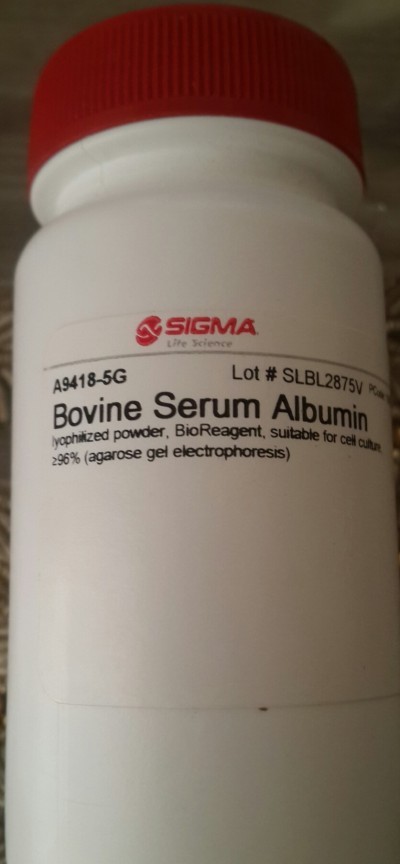 SIGMA
Life Science
A9418-5G Lot # SLBL2875V
Bovine Serum Albumin
lyophilized powder, BioReagent, suitable for cell culture,
≥96% (agarose gel electrophoresis)